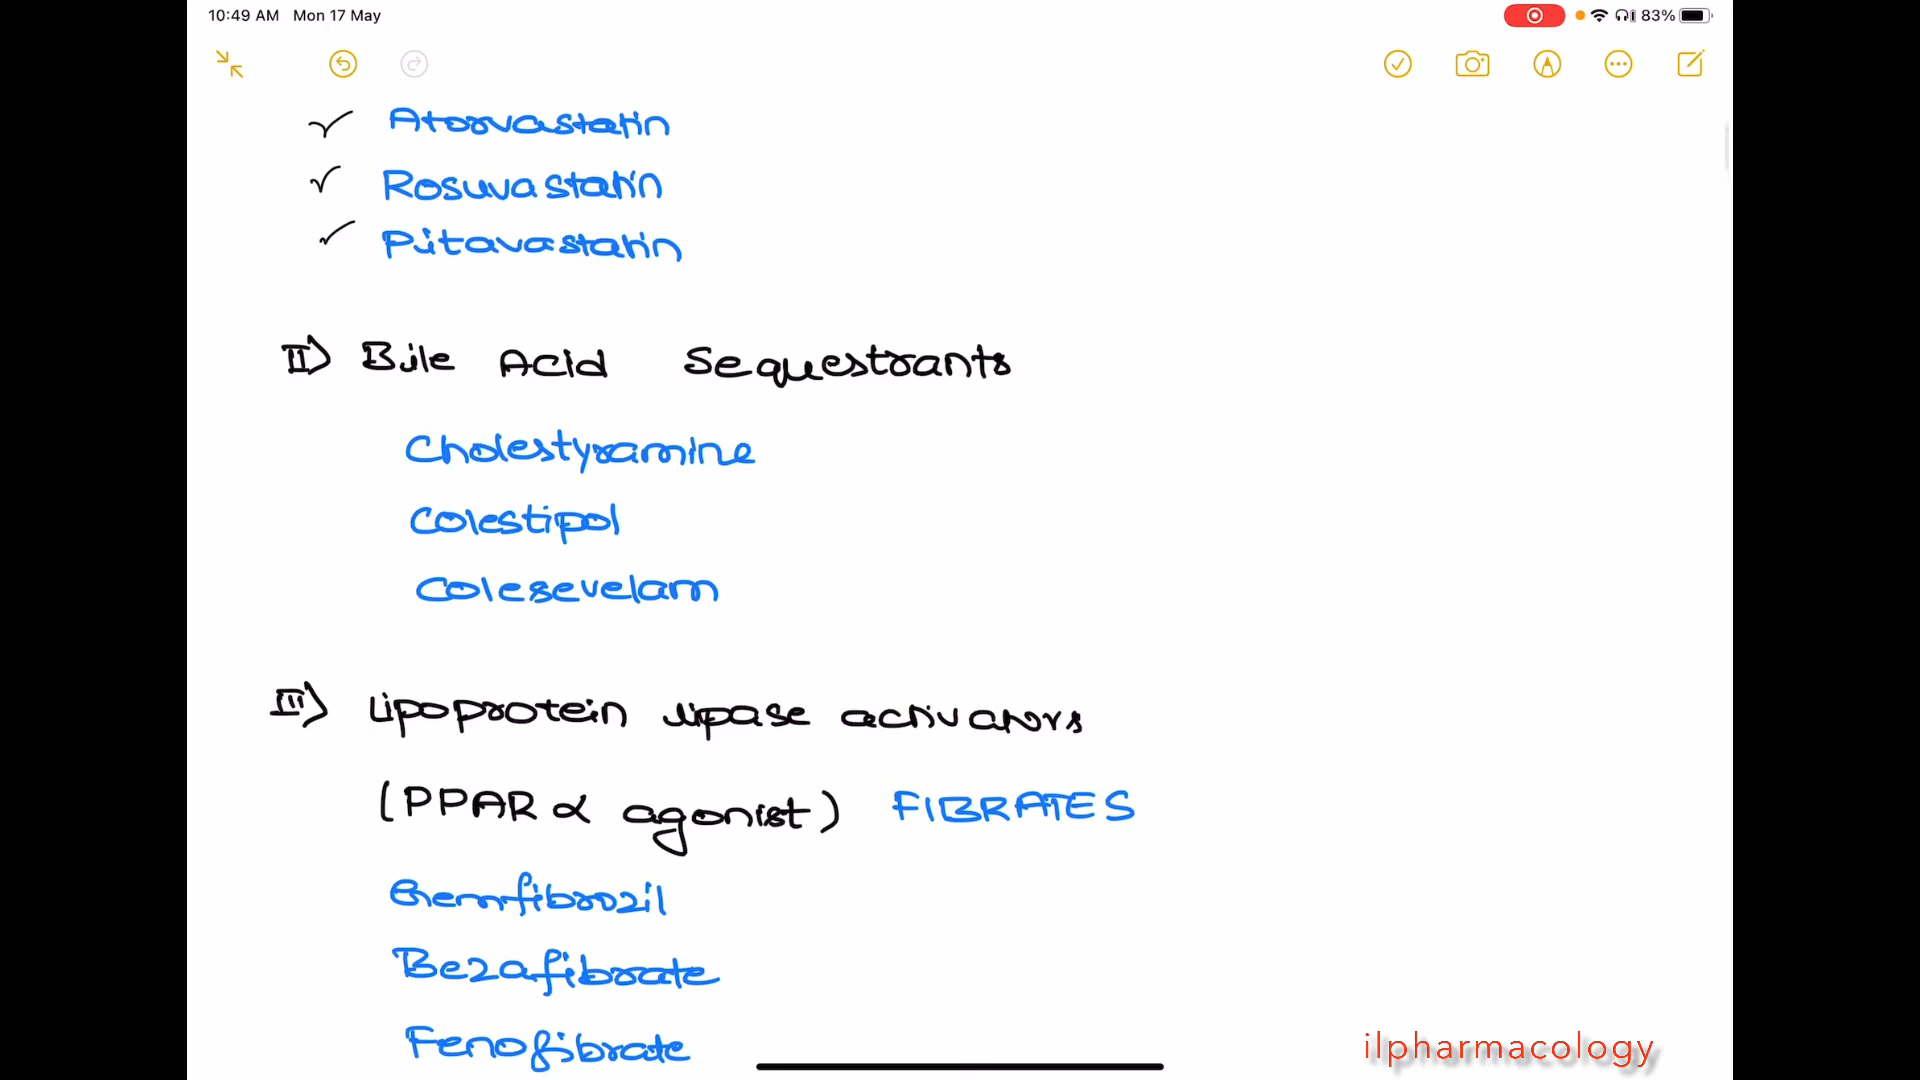 10:49 AM Mon 17 May
83%
Atorvastatin
Rosuvastatin
Pitavastatin
II) Bile Acid Sequestrants
Cholestyramine
Colestipol
Colesevelam
III) Lipoprotein lipase activators
(PPAR α agonist) FIBRATES
Gemfibrozil
Bezafibrate
Fenofibrate
ilpharmacology